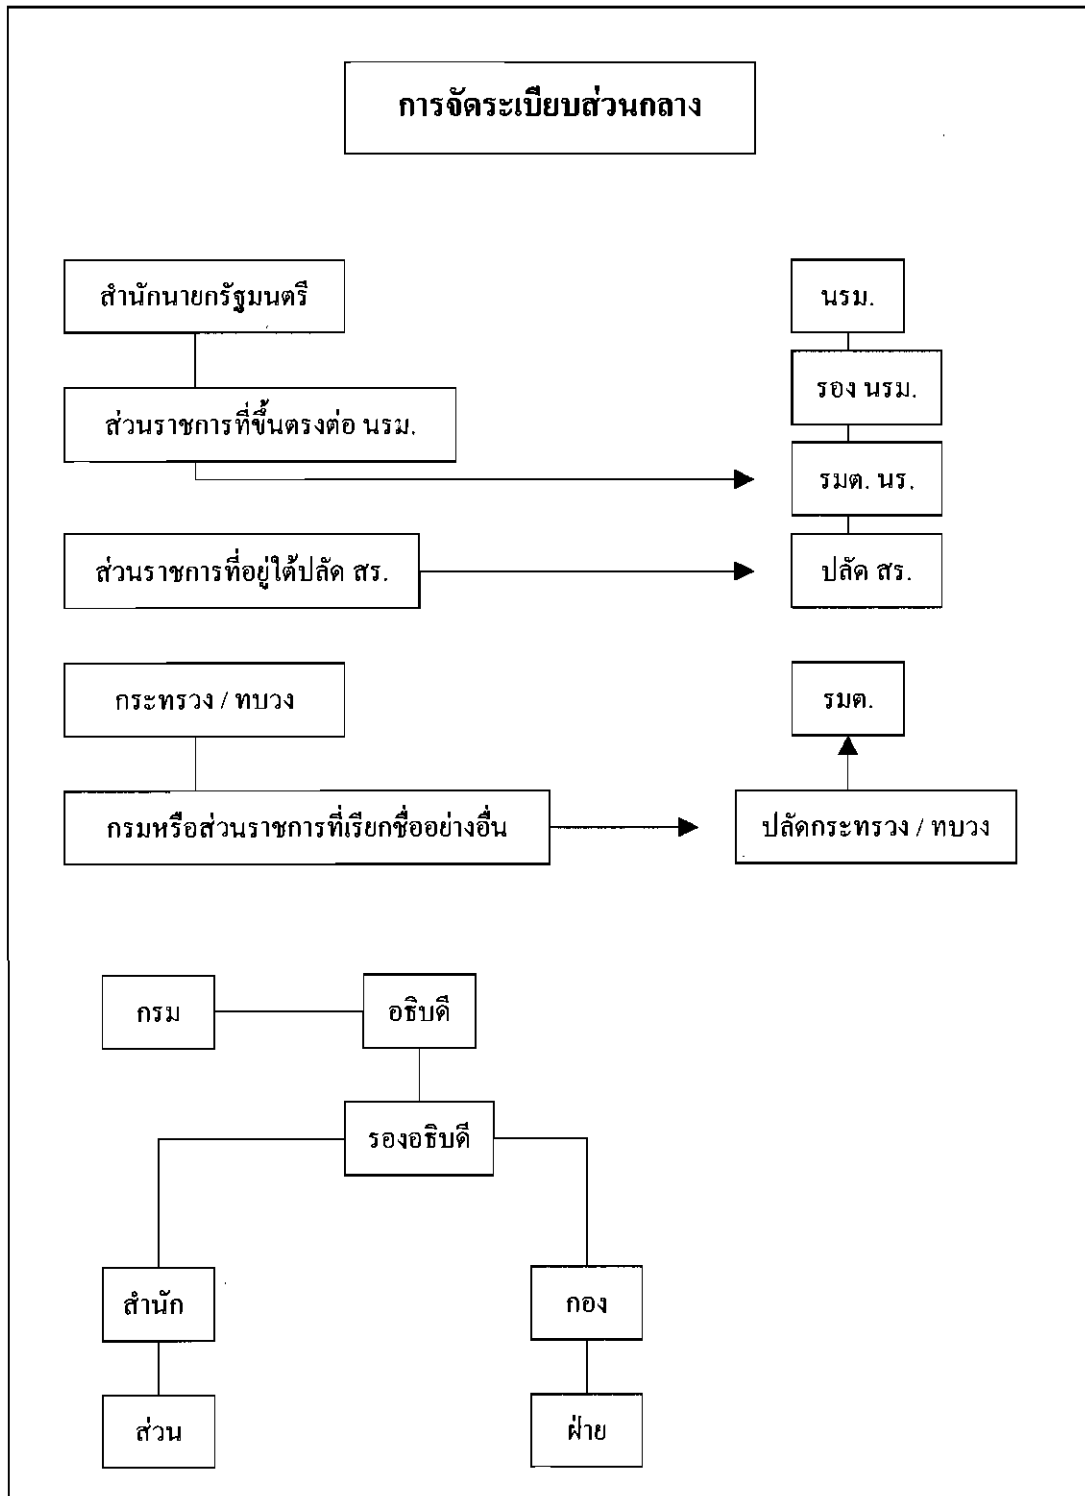 การจัดระเบียบส่วนกลาง
สำนักนายกรัฐมนตรี
นรม.
รอง นรม.
ส่วนราชการที่ขึ้นตรงต่อ นรม.
รมต. นร.
ส่วนราชการที่อยู่ใต้ปลัด สร.
ปลัด สร.
กระทรวง / ทบวง
รมต.
กรมหรือส่วนราชการที่เรียกชื่ออย่างอื่น
ปลัดกระทรวง / ทบวง
กรม
อธิบดี
รองอธิบดี
สำนัก
กอง
ส่วน
ฝ่าย